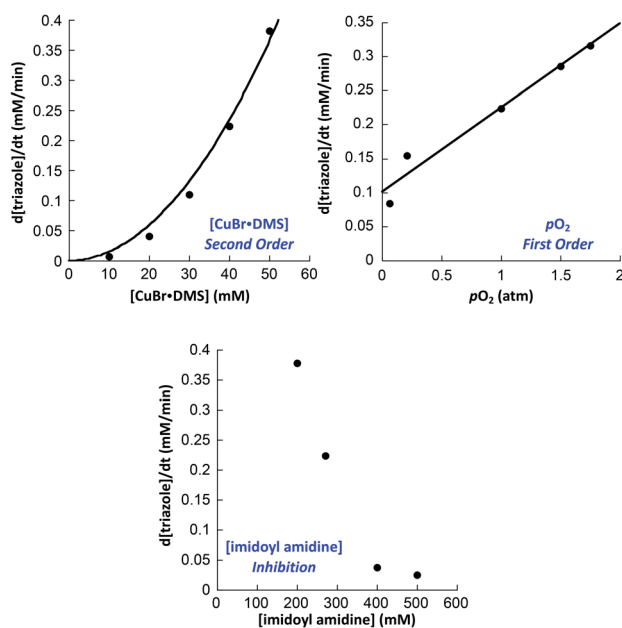 d[triazole]/dt (mM/min)
0.4
0.35
0.3
0.25
0.2
0.15
0.1
0.05
0
0 10 20 30 40 50 60
[CuBr•DMS] (mM)
[CuBr•DMS]
Second Order
d[triazole]/dt (mM/min)
0.4
0.35
0.3
0.25
0.2
0.15
0.1
0.05
0
0 0.5 1 1.5 2
pO2 (atm)
pO2
First Order
d[triazole]/dt (mM/min)
0.4
0.35
0.3
0.25
0.2
0.15
0.1
0.05
0
0 100 200 300 400 500 600
[imidoyl amidine] (mM)
[imidoyl amidine]
Inhibition